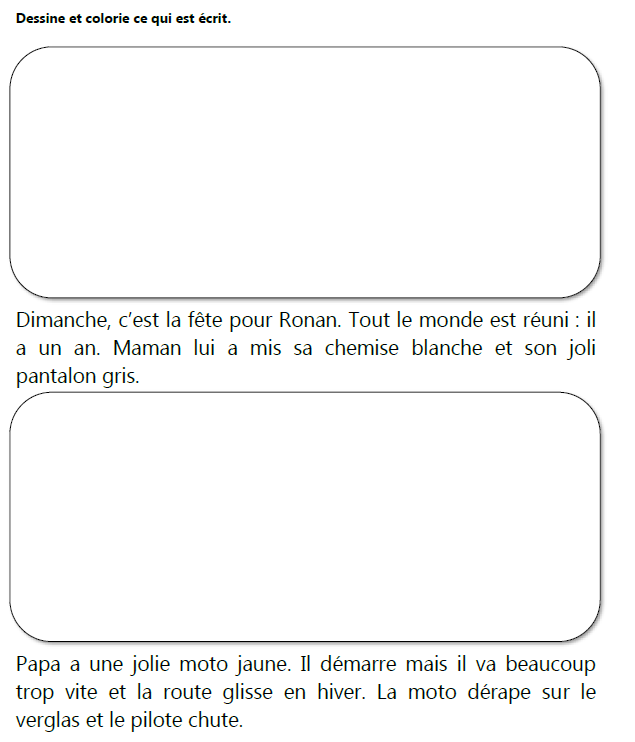 Dessine et colorie ce qui est écrit.
Dimanche, c’est la fête pour Ronan. Tout le monde est réuni : il
a un an. Maman lui a mis sa chemise blanche et son joli
pantalon gris.
Papa a une jolie moto jaune. Il démarre mais il va beaucoup
trop vite et la route glisse en hiver. La moto dérape sur le
verglas et le pilote chute.